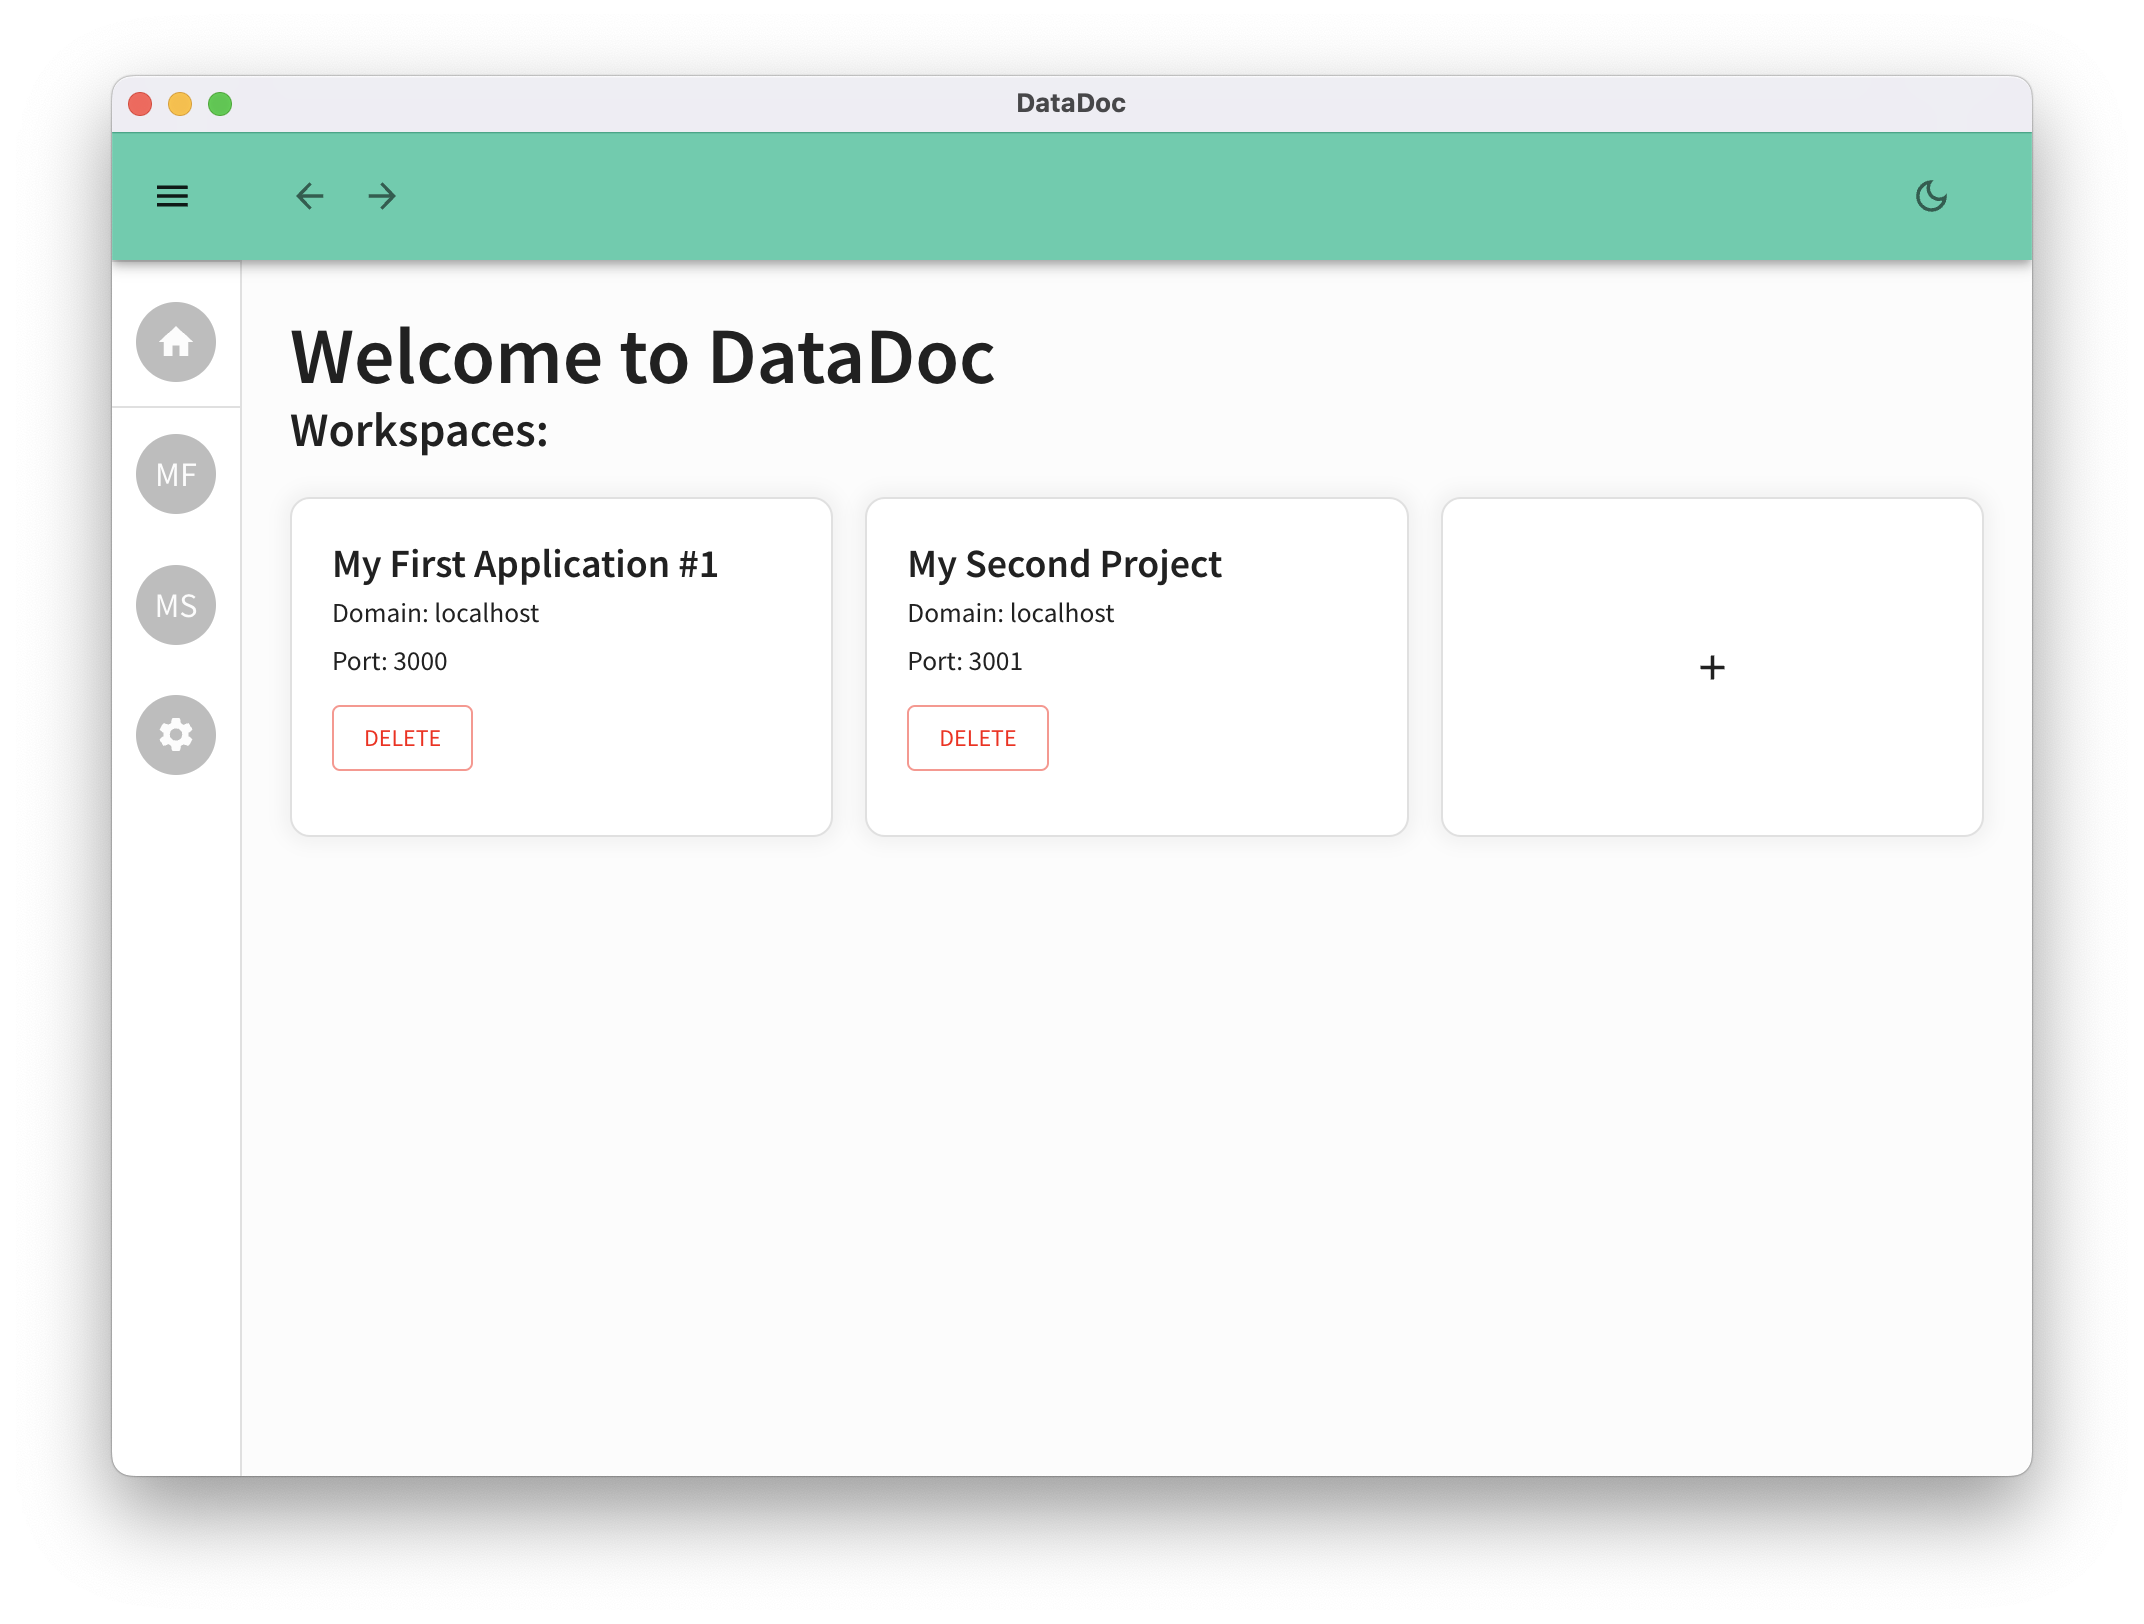 DataDoc
Welcome to DataDoc
Workspaces:
MF
MS
My First Application #1
Domain: localhost
Port: 3000
DELETE
My Second Project
Domain: localhost
Port: 3001
DELETE
+